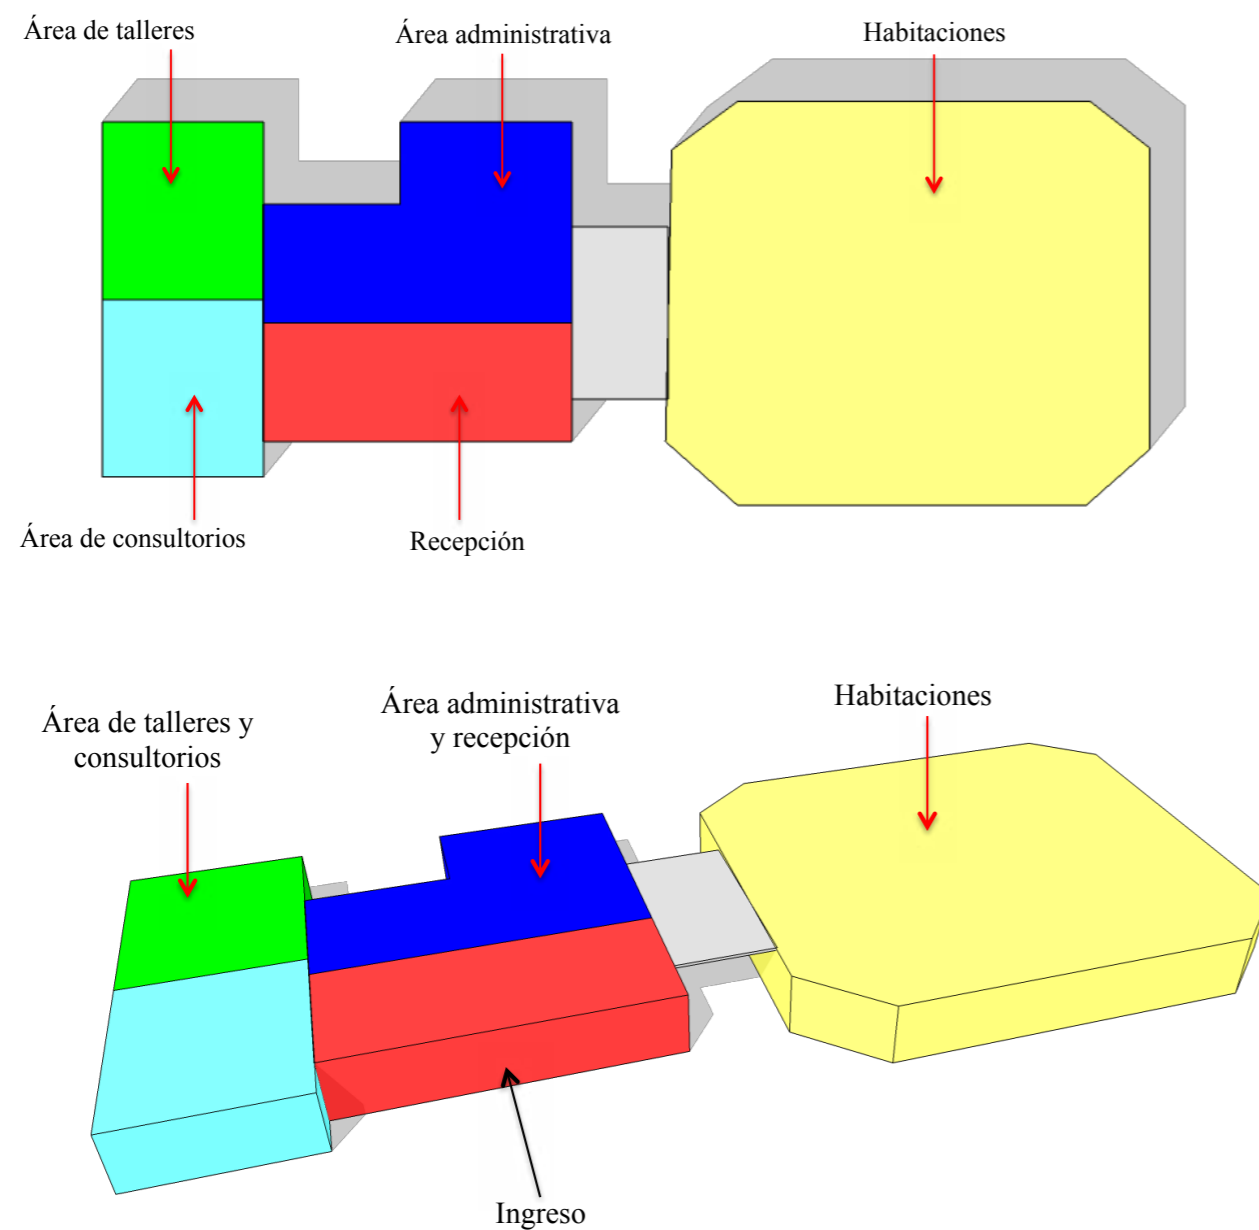 Área de talleres
Área administrativa
Habitaciones
Área de consultorios
Recepción
Área de talleres y
consultorios
Área administrativa
y recepción
Habitaciones
Ingreso